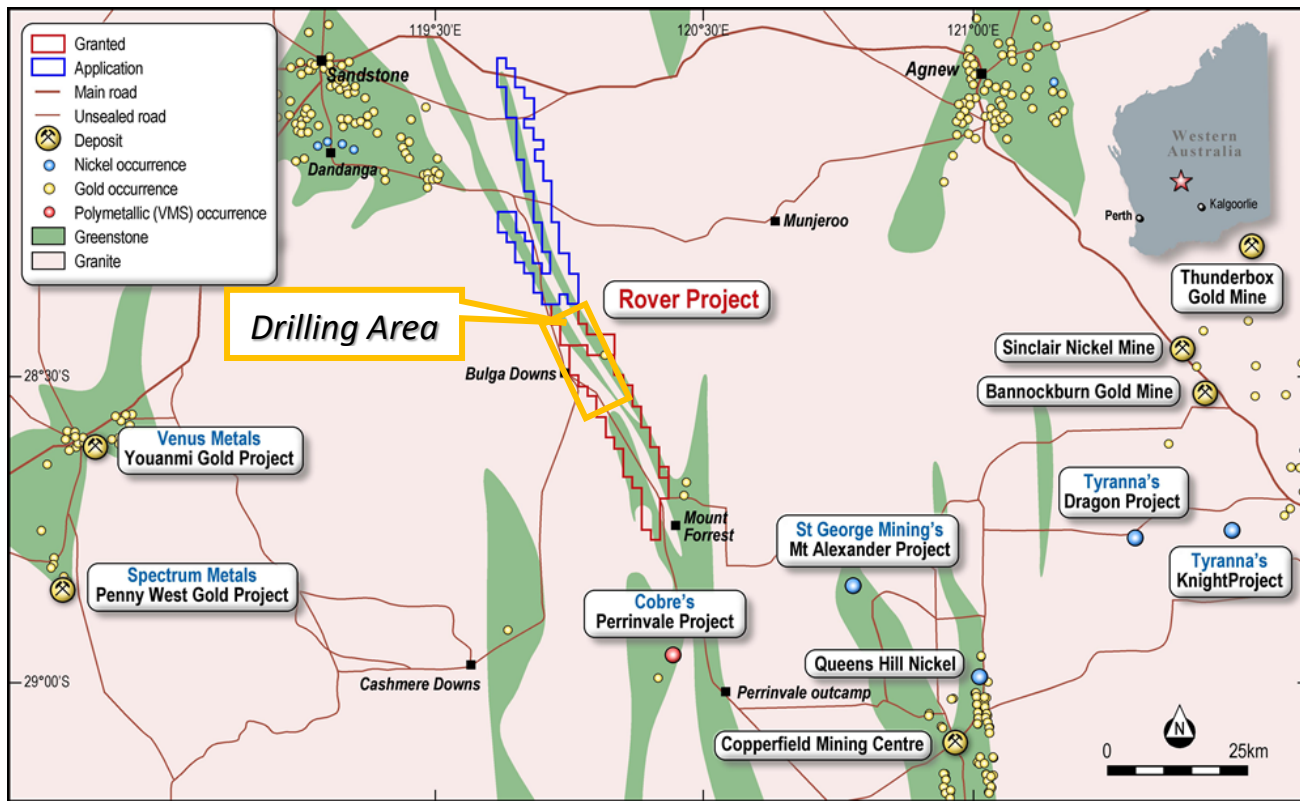 Granted
Application
Main road
Unsealed road
Deposit
Nickel occurrence
Gold occurrence
Polymetallic (VMS) occurrence
Greenstone
Granite
119°30'E
120°30'E
121°00'E
Sandstone
Dandanga
Agnew
Munjeroo
Western
Australia
Perth
Kalgoorlie
Thunderbox
Gold Mine
Rover Project
Drilling Area
Bulga Downs
28°30'S
Sinclair Nickel Mine
Bannockburn Gold Mine
Venus Metals
Youanmi Gold Project
Tyranna's
Dragon Project
Mount
Forrest
St George Mining's
Mt Alexander Project
Tyranna's
KnightProject
Spectrum Metals
Penny West Gold Project
Cobre's
Perrinvale Project
Queens Hill Nickel
29°00'S
Cashmere Downs
Perrinvale outcamp
Copperfield Mining Centre
N
0
25km